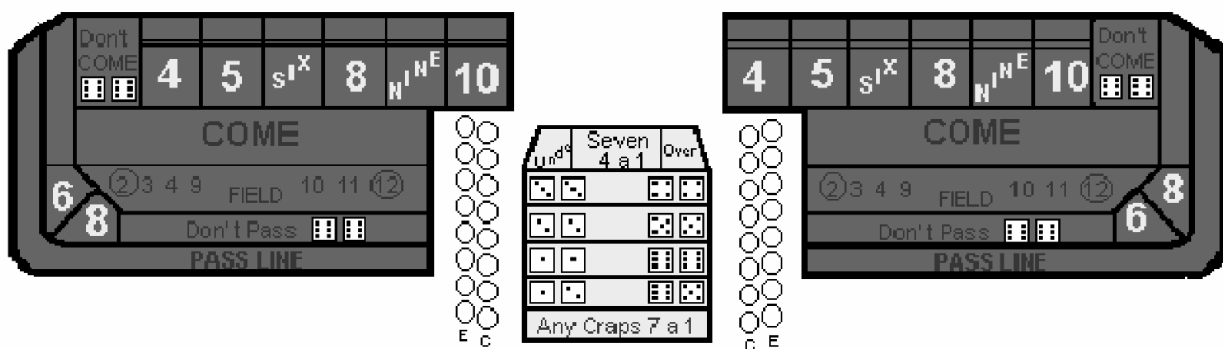 Don't COME 4 5 SIX 8 NINE 10
COME
2 3 4 9 FIELD 10 11 12
6 8
Don't Pass
PASS LINE
E C
Under Seven 4 a 1 Over
Any Craps 7 a 1
4 5 SIX 8 NINE 10 Don't COME
COME
2 3 4 9 FIELD 10 11 12
8 6
Don't Pass
PASS LINE
C E